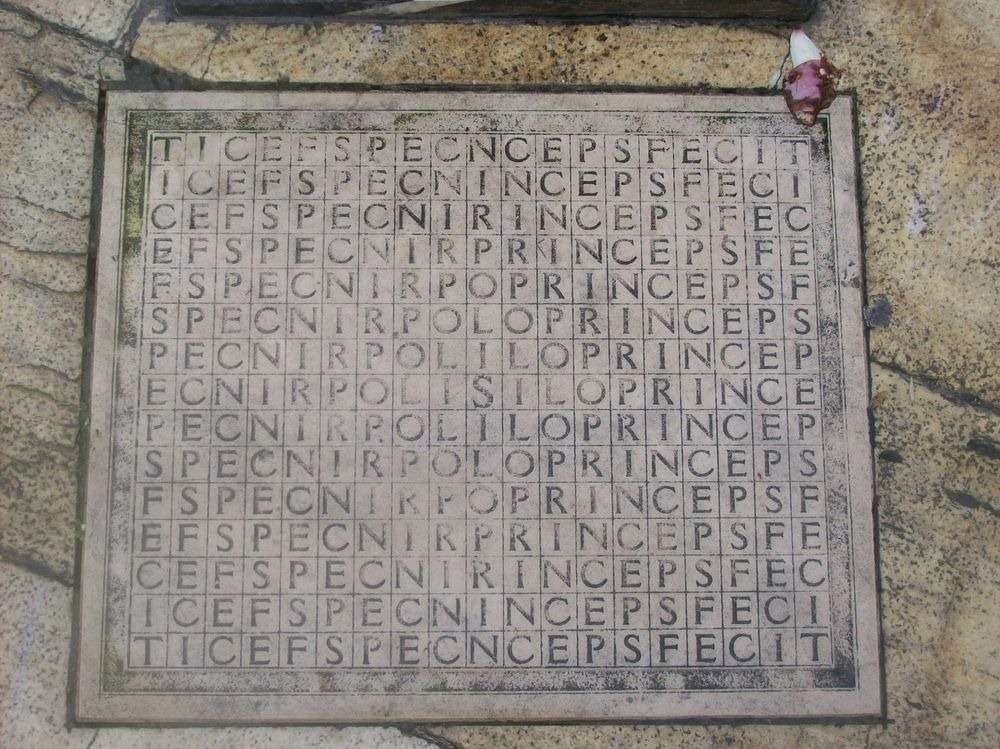 TICEFSPECNCEPSFECIT
ICEFSPECNINCEPSFECI
CEFSPECNIRINCEPSFEC
EFSPECNIRPRINCEPSFE
FSPECNIRPOPRINCEPSF
SPECNIRPOLOPRINCEPS
PECNIRPOLILOPRINCEP
ECNIRPOLISILOPRINCE
PECNIRPOLILOPRINCEP
SPECNIRPOLOPRINCEPS
FSPECNIRPOPRINCEPSF
EFSPECNIRPRINCEPSFE
CEFSPECNIRINCEPSFEC
ICEFSPECNINCEPSFECI
TICEFSPECNCEPSFECIT